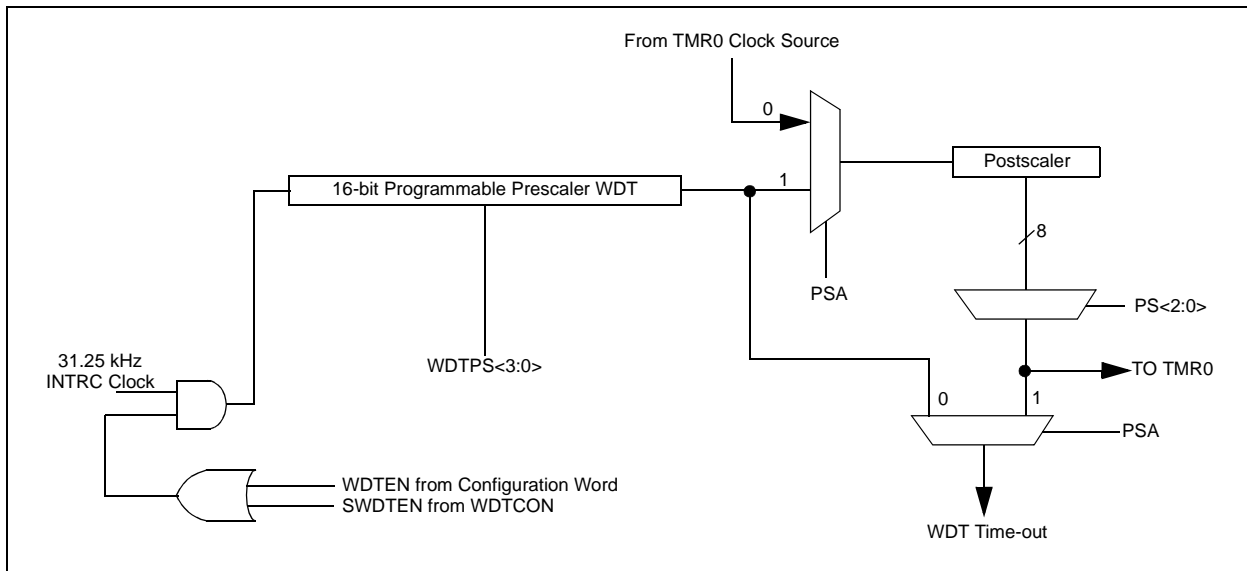 From TMR0 Clock Source
0
Postscaler
16-bit Programmable Prescaler WDT
1
8
PSA
PS<2:0>
31.25 kHz
INTRC Clock
WDTPS<3:0>
TO TMR0
0
1
PSA
WDTEN from Configuration Word
SWDTEN from WDTCON
WDT Time-out